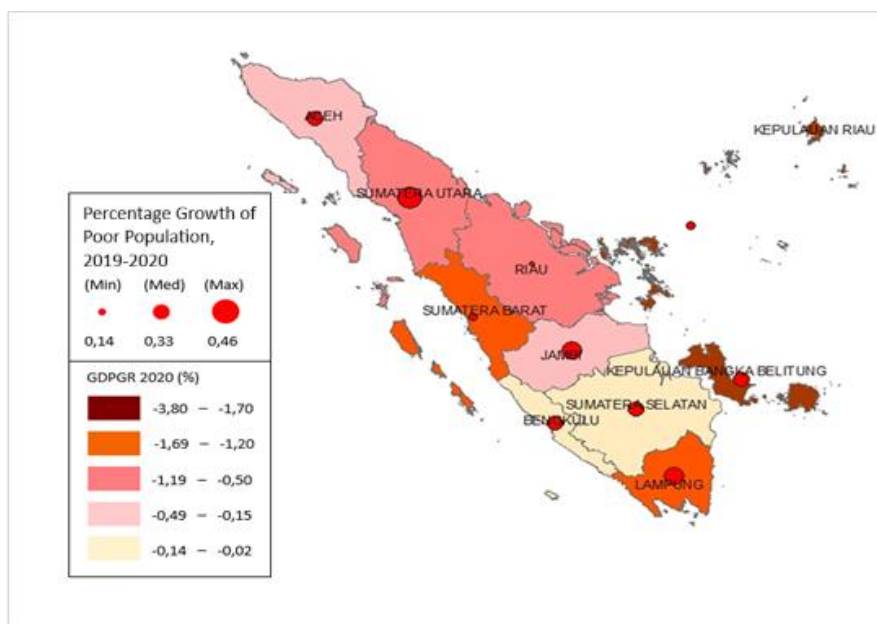 ACEH
KEPULAUAN RIAU
SUMATERA UTARA
RIAU
SUMATERA BARAT
JAMBI
KEPULAUAN BANGKA BELITUNG
SUMATERA SELATAN
BENGKULU
LAMPUNG
Percentage Growth of
Poor Population,
2019-2020
(Min) (Med) (Max)
0,14 0,33 0,46
GDPGR 2020 (%)
-3,80 – -1,70
-1,69 – -1,20
-1,19 – -0,50
-0,49 – -0,15
-0,14 – -0,02